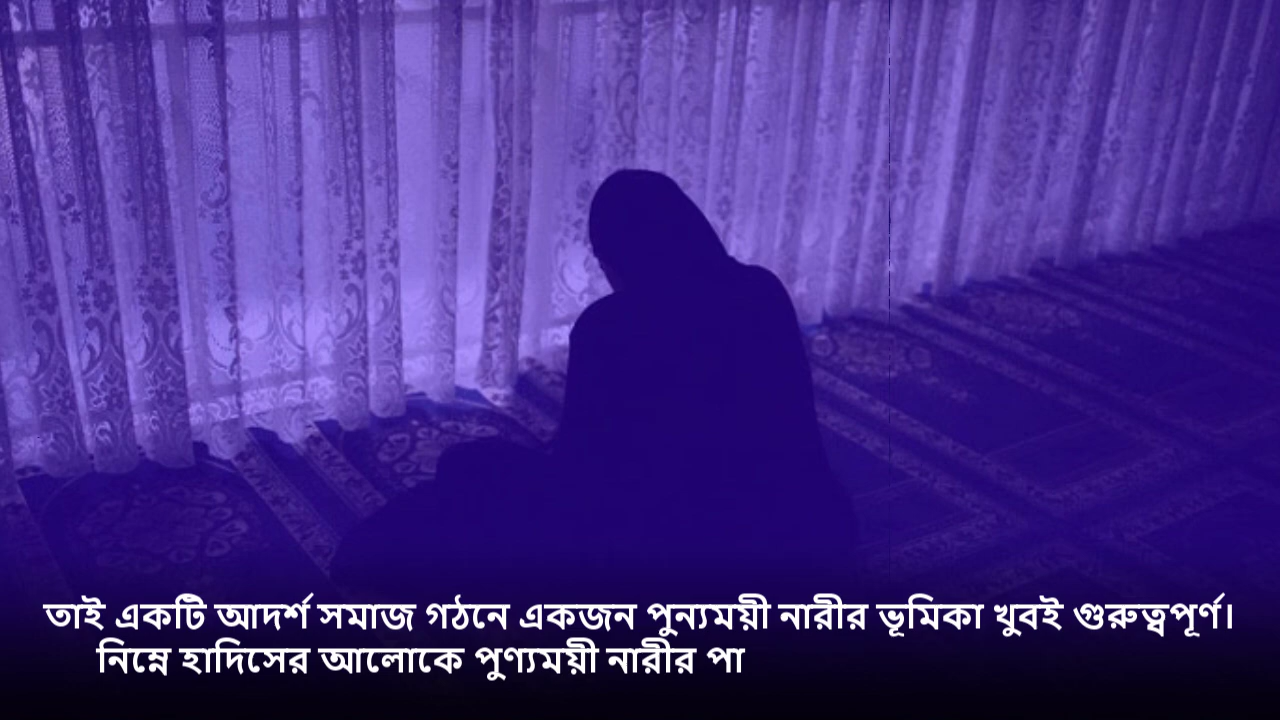 তাই একটি আদর্শ সমাজ গঠনে একজন পুন্যময়ী নারীর ভূমিকা খুবই গুরুত্বপূর্ণ।
নিম্নে হাদিসের আলোকে পুণ্যময়ী নারীর পা